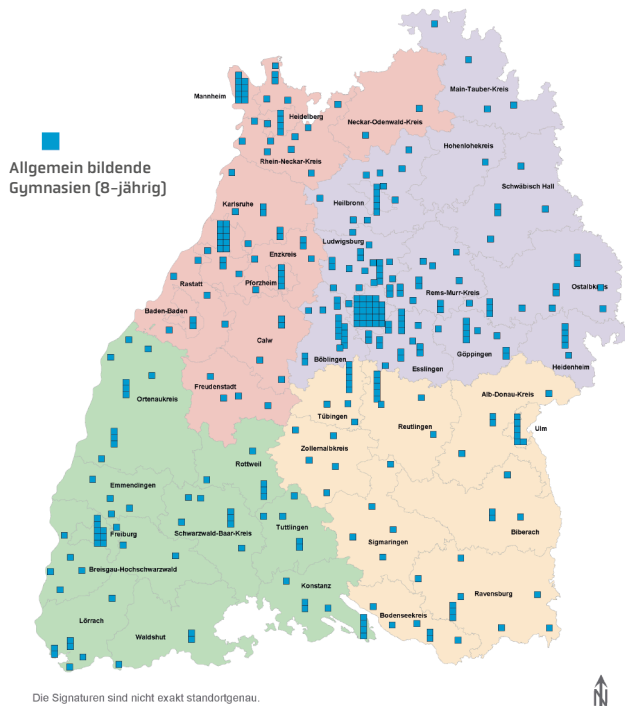 Main-Tauber-Kreis
Mannheim
Heidelberg
Neckar-Odenwald-Kreis
Hohenlohekreis
Allgemein bildende
Gymnasien (8-jährig)
Rhein-Neckar-Kreis
Schwäbisch Hall
Heilbronn
Karlsruhe
Ludwigsburg
Enzkreis
Rastatt
Pforzheim
Rems-Murr-Kreis
Ostalbkreis
Baden-Baden
Calw
Böblingen
Esslingen
Göppingen
Heidenheim
Freudenstadt
Ortenaukreis
Alb-Donau-Kreis
Tübingen
Reutlingen
Ulm
Zollernalbkreis
Rottweil
Emmendingen
Freiburg
Schwarzwald-Baar-Kreis
Tuttlingen
Biberach
Sigmaringen
Breisgau-Hochschwarzwald
Konstanz
Ravensburg
Bodenseekreis
Lörrach
Waldshut
Die Signaturen sind nicht exakt standortgenau.
N